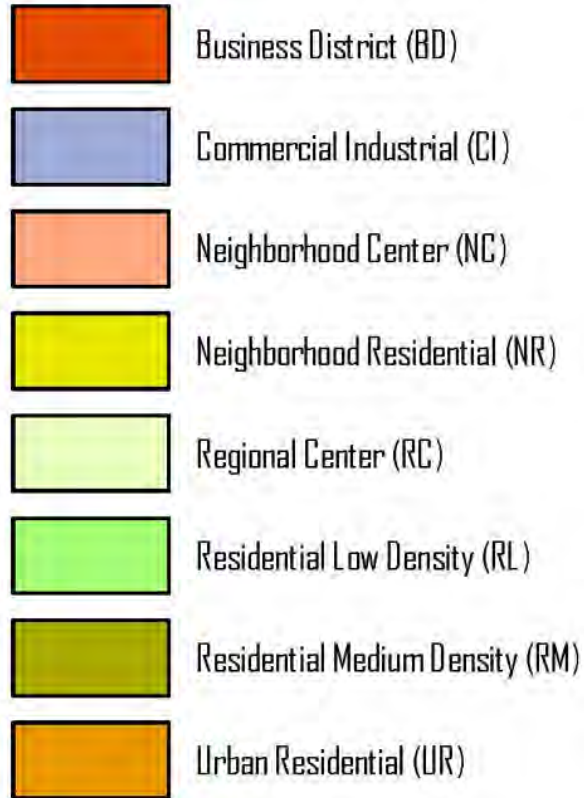 Business District (BD)
Commercial Industrial (CI)
Neighborhood Center (NC)
Neighborhood Residential (NR)
Regional Center (RC)
Residential Low Density (RL)
Residential Medium Density (RM)
Urban Residential (UR)